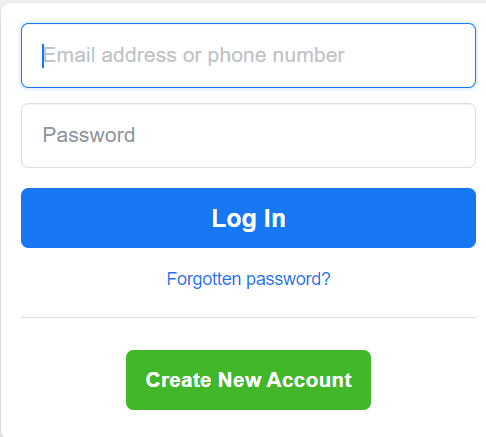 Email address or phone number
Password
Log In
Forgotten password?
Create New Account